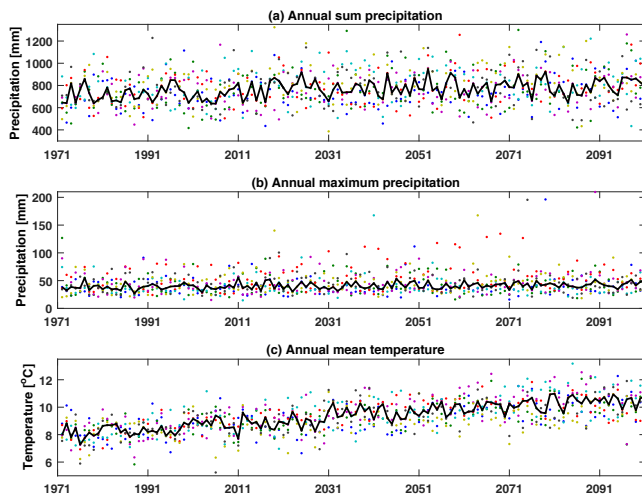 (a) Annual sum precipitation
Precipitation [mm]
1200
1000
800
600
400
1971 1991 2011 2031 2051 2071 2091
(b) Annual maximum precipitation
Precipitation [mm]
200
150
100
50
0
1971 1991 2011 2031 2051 2071 2091
(c) Annual mean temperature
Temperature [°C]
12
10
8
6
1971 1991 2011 2031 2051 2071 2091